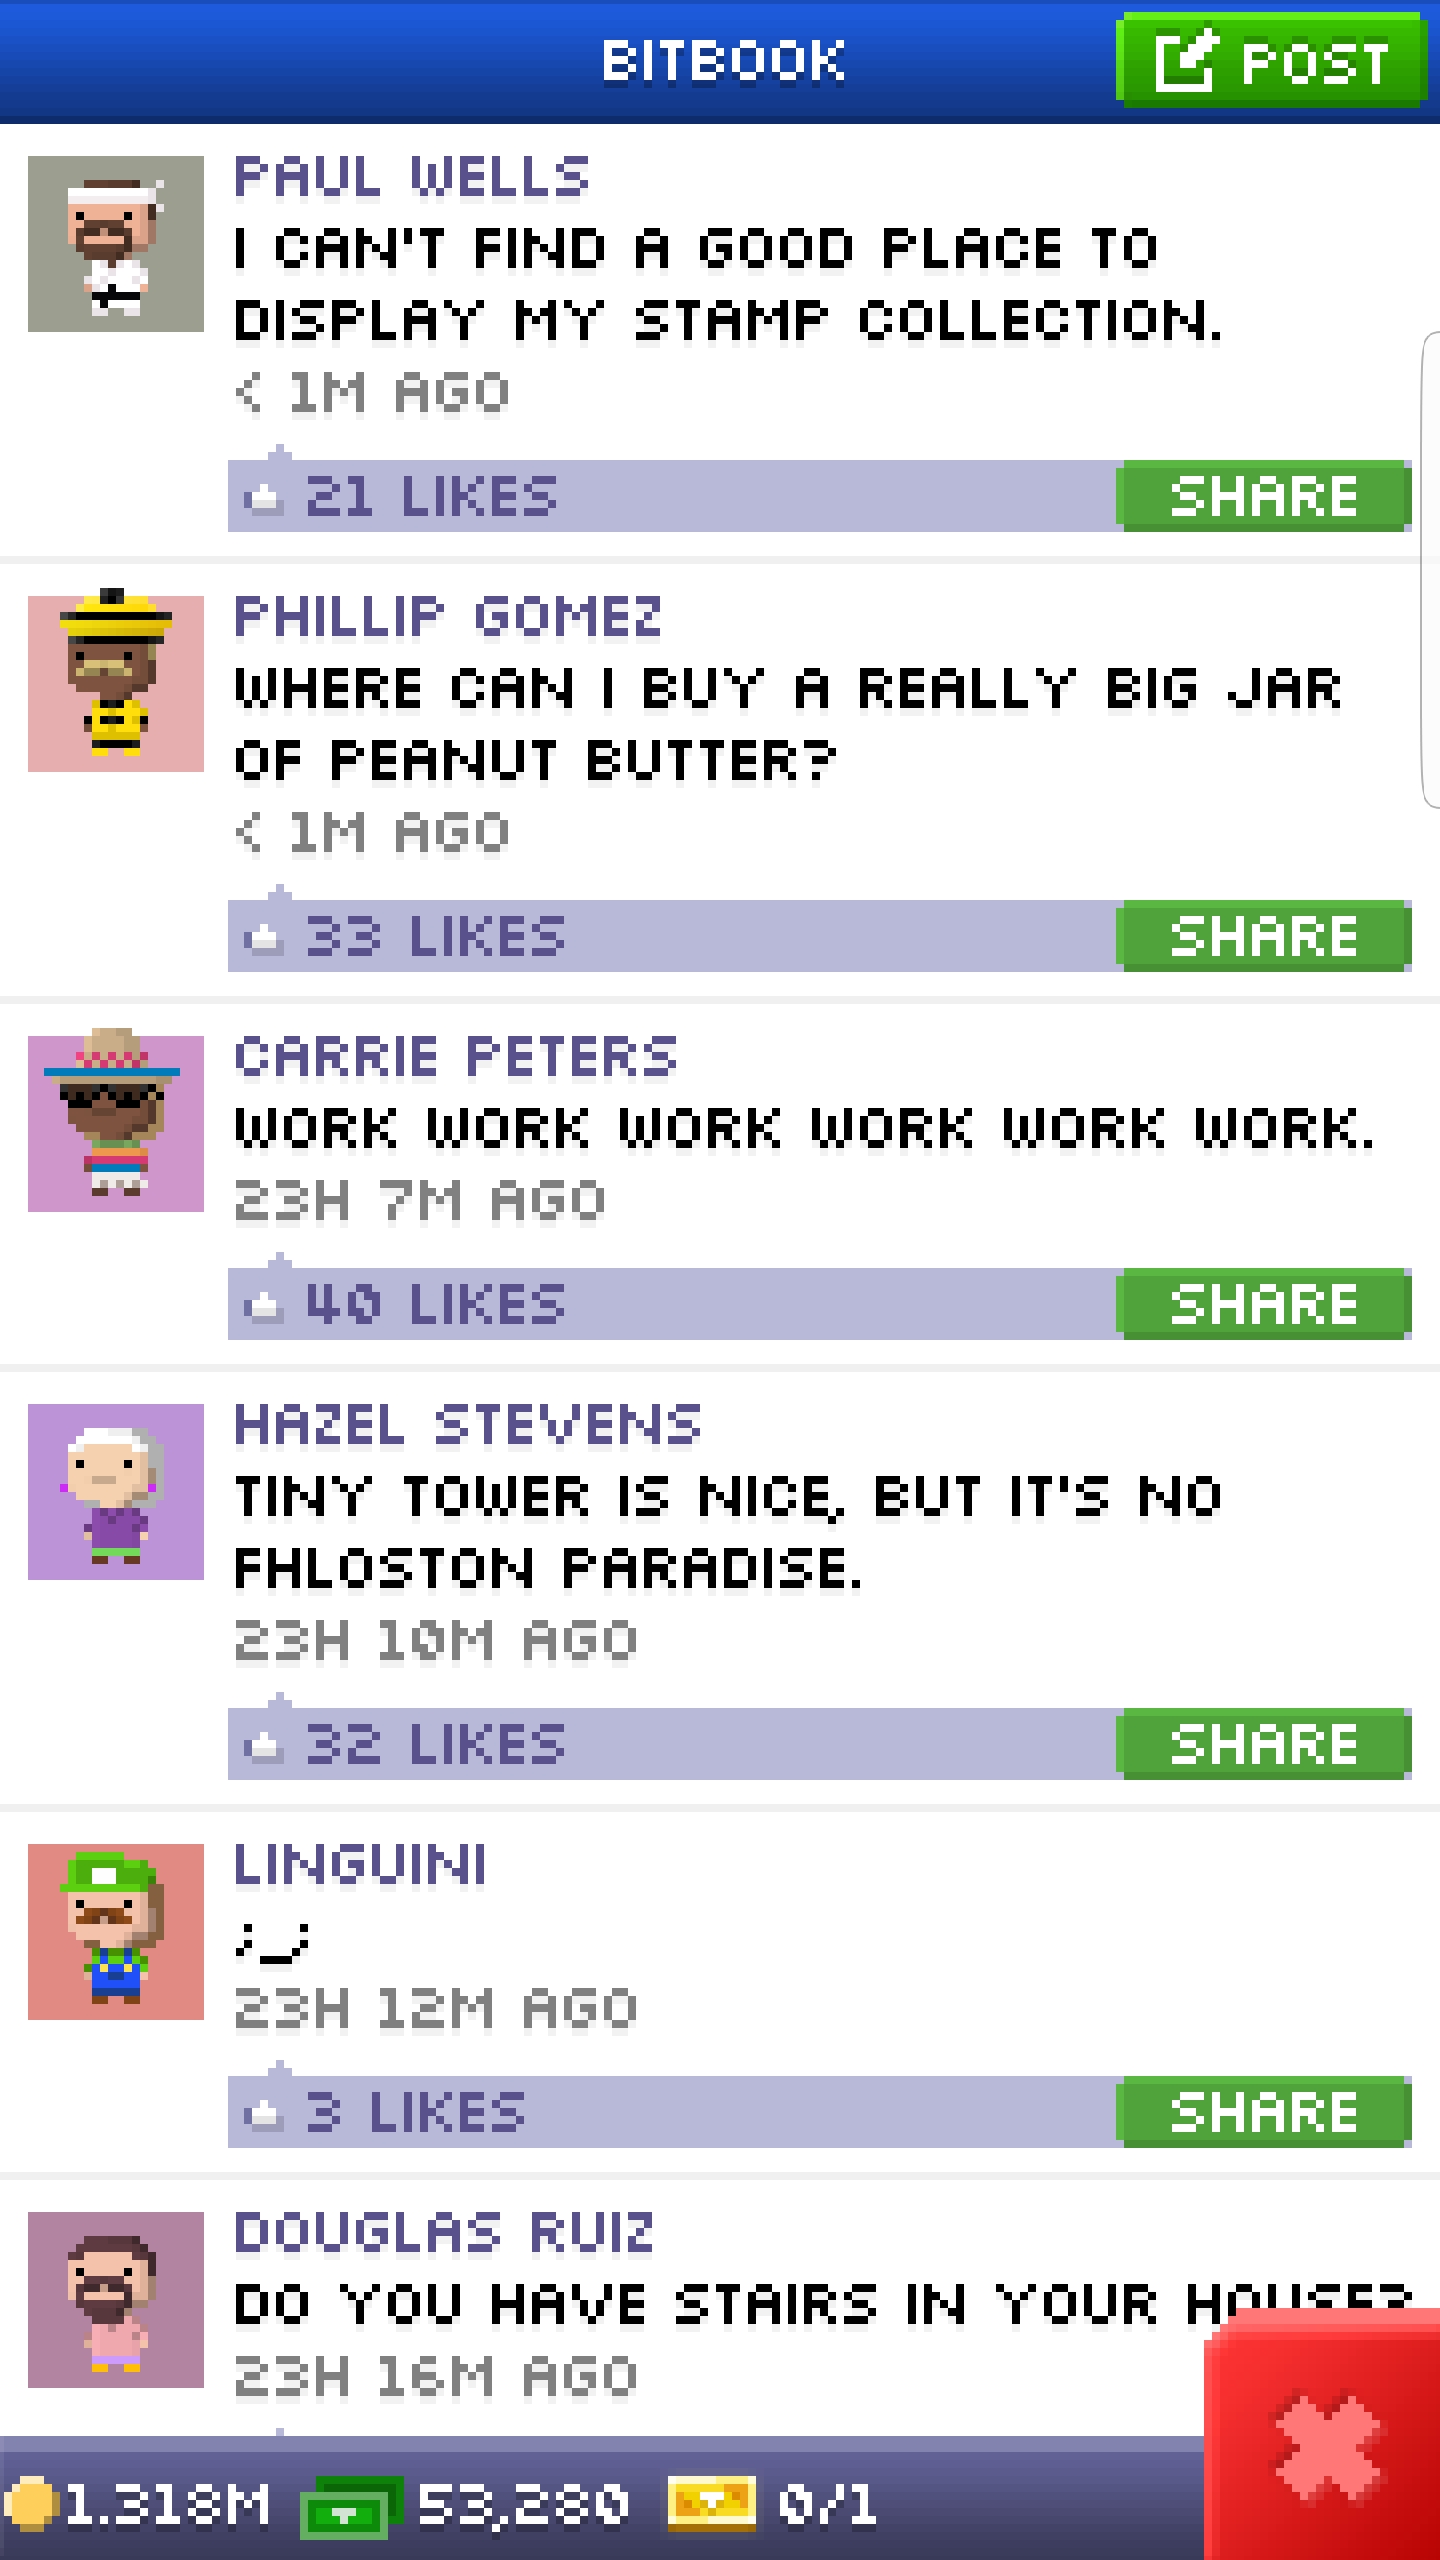 BITBOOK
POST
PAUL WELLS
I CAN'T FIND A GOOD PLACE TO
DISPLAY MY STAMP COLLECTION.
< 1M AGO
21 LIKES
SHARE
PHILLIP GOMEZ
WHERE CAN I BUY A REALLY BIG JAR
OF PEANUT BUTTER?
< 1M AGO
33 LIKES
SHARE
CARRIE PETERS
WORK WORK WORK WORK WORK WORK.
23H 7M AGO
40 LIKES
SHARE
HAZEL STEVENS
TINY TOWER IS NICE, BUT IT'S NO
FHLOSTON PARADISE.
23H 10M AGO
32 LIKES
SHARE
LINGUINI
;_;
23H 12M AGO
3 LIKES
SHARE
DOUGLAS RUIZ
DO YOU HAVE STAIRS IN YOUR HOUSE?
23H 16M AGO
1.318M
53,280
0/1